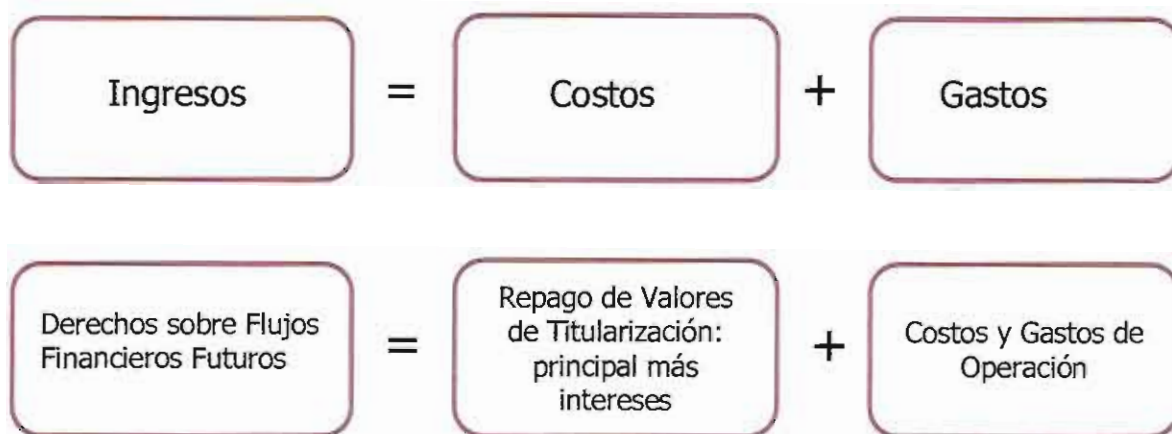 Ingresos = Costos + Gastos
Derechos sobre Flujos
Financieros Futuros
=
Repago de Valores
de Titularización:
principal más
intereses
+
Costos y Gastos de
Operación